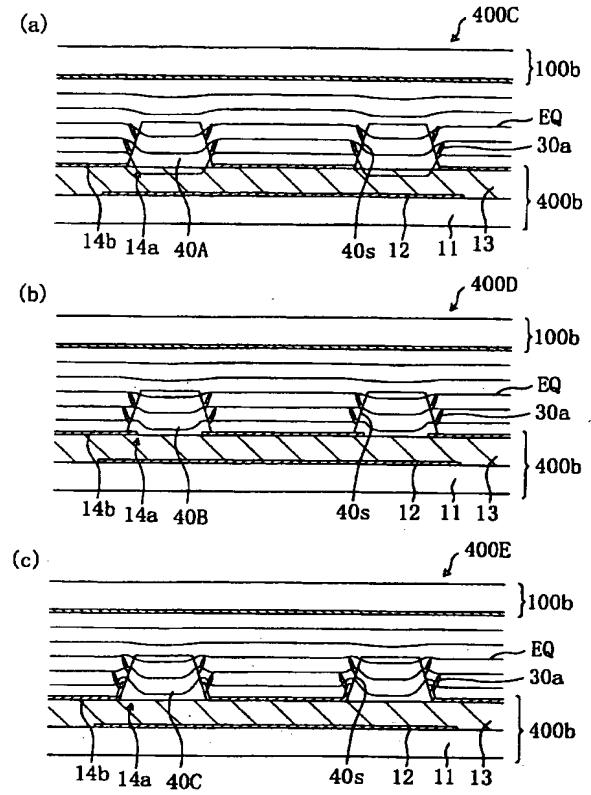 (a)
400C
100b
EQ
30a
400b
14b 14a 40A 40s 12 11 13
(b)
400D
100b
EQ
30a
400b
14b 14a 40B 40s 12 11 13
(c)
400E
100b
EQ
30a
400b
14b 14a 40C 40s 12 11 13